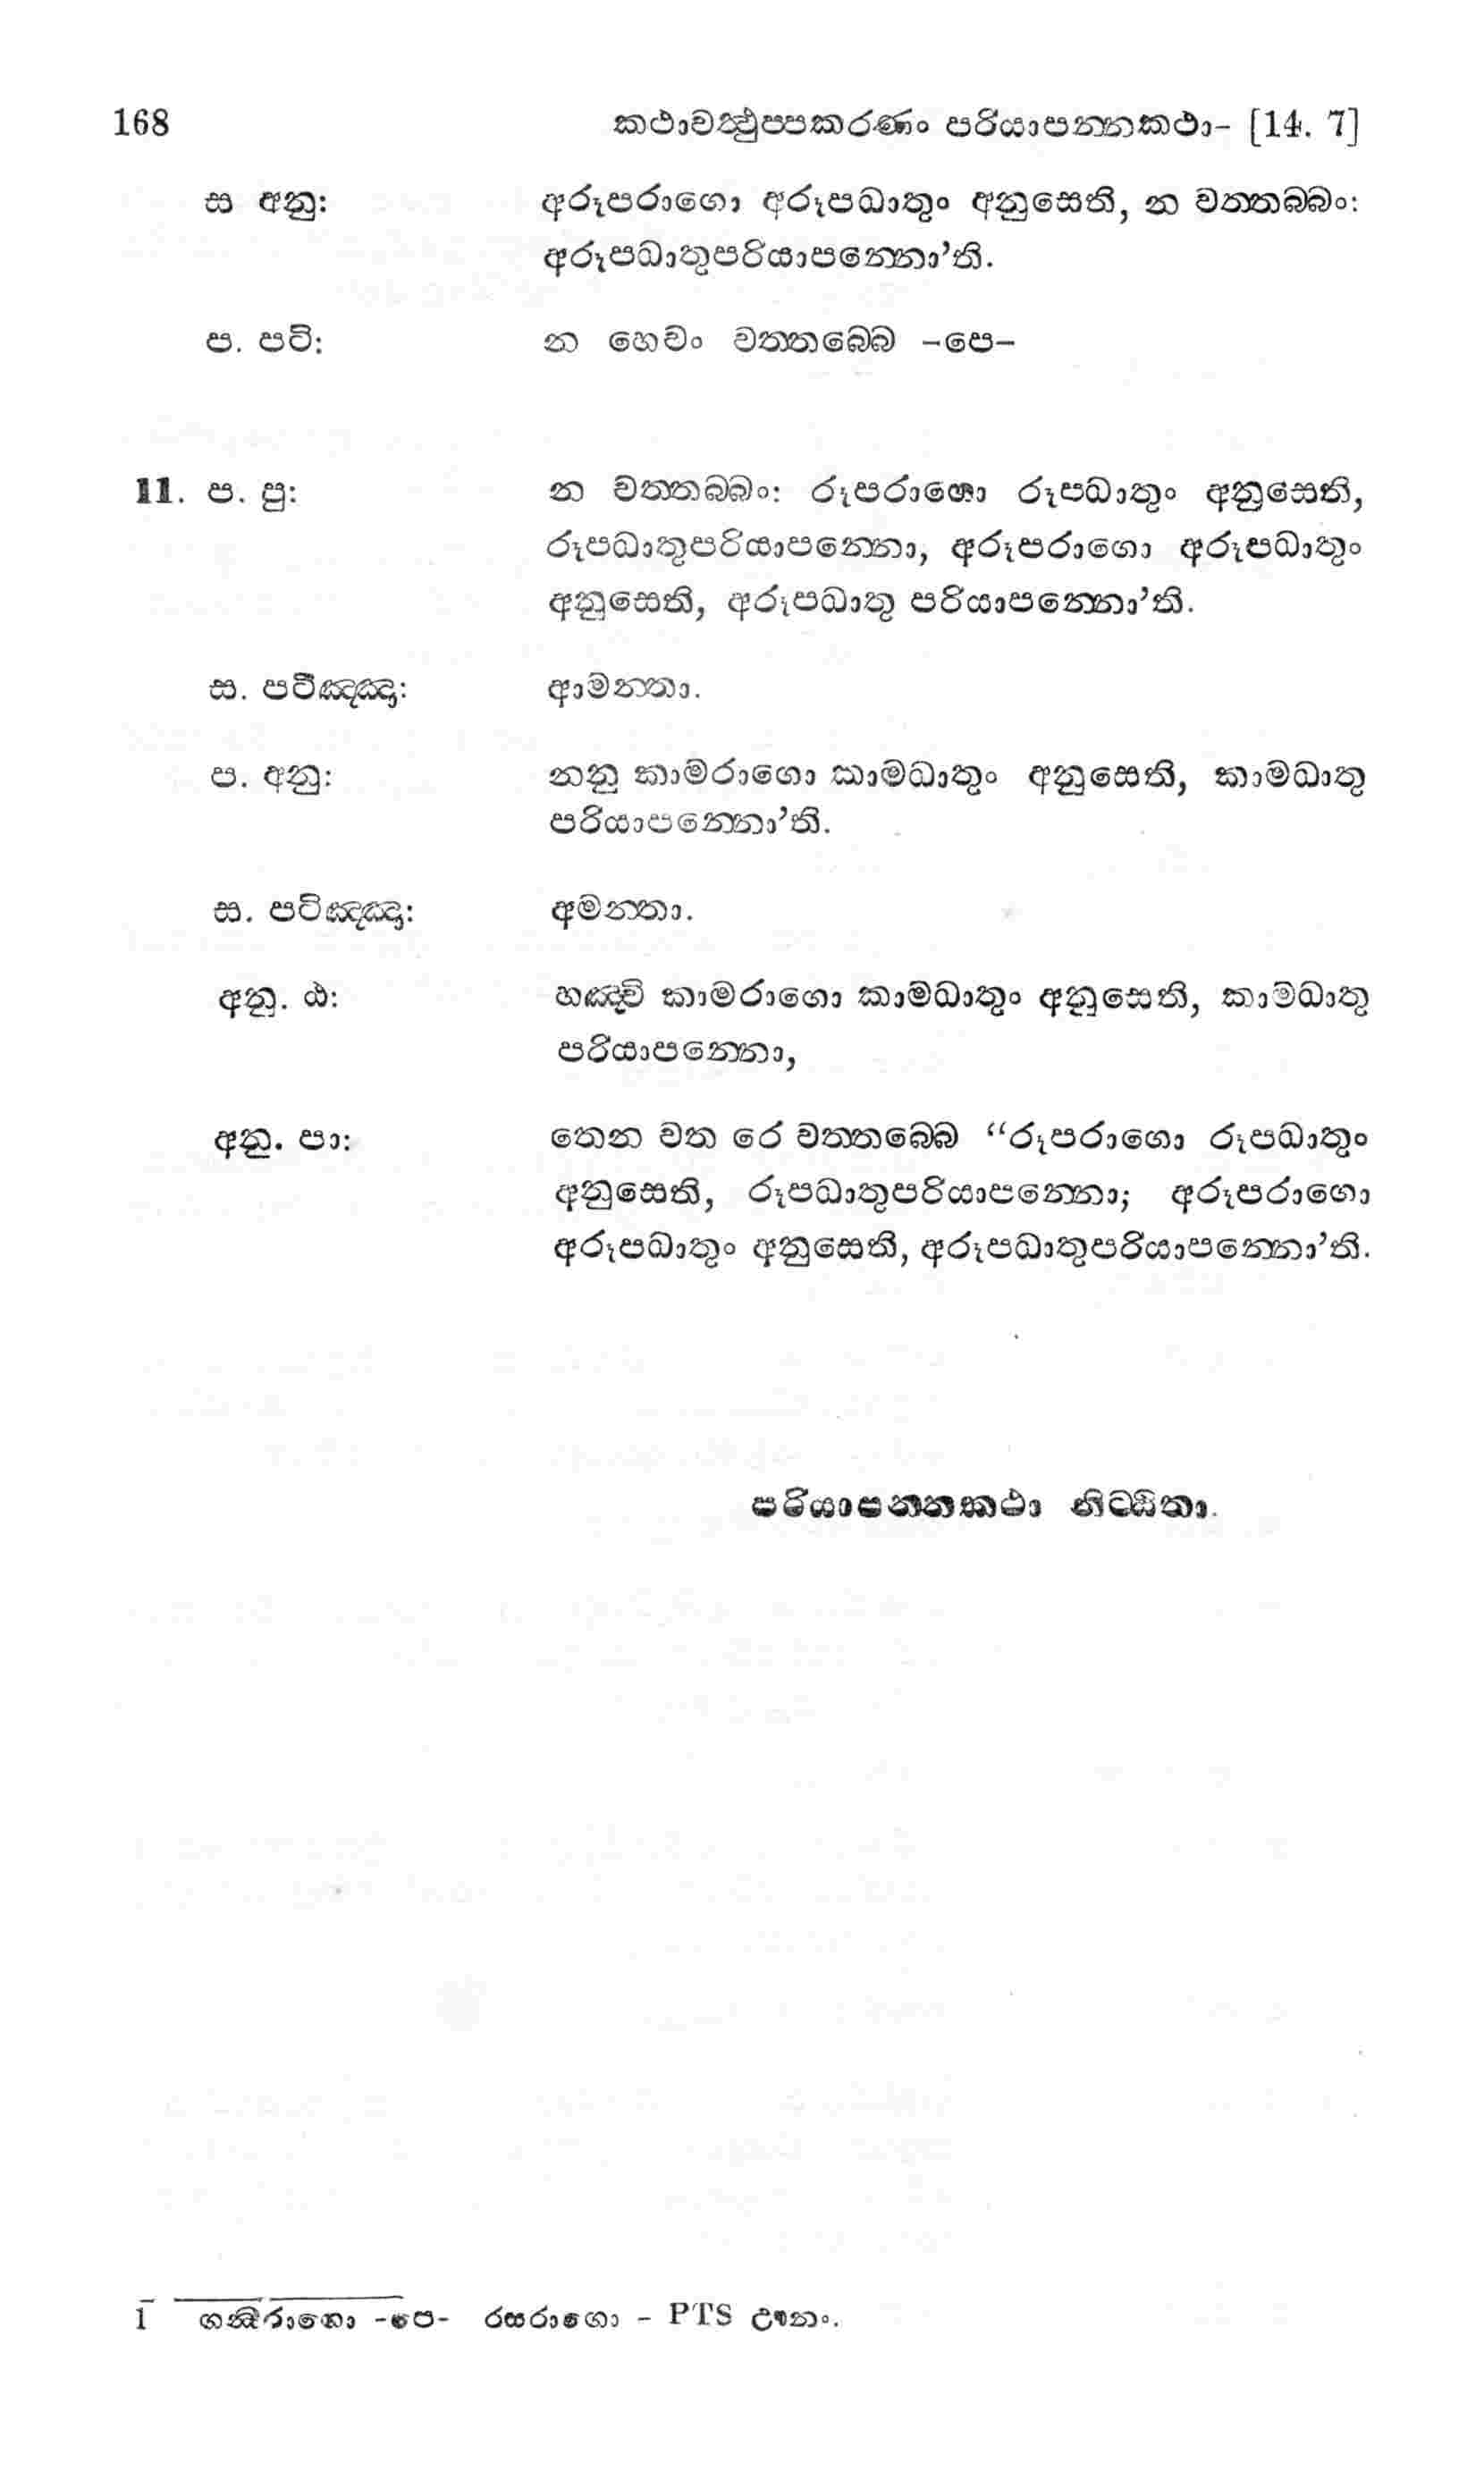 168 කථාවත්‍ථුප‍්පකරණං පරියාපන‍්නකථා- [14. 7]
ස අනු: අරූපරාගො අරූපධාතුං අනුසෙති, න වත‍්තබ‍්බං:
අරූපධාතුපරියාපන‍්නො’ති.
ප. පටි: න හෙවං වත‍්තබ‍්බෙ -පෙ-
11. ප. පු: න වත‍්තබ‍්බං: රූපරාගො රූපධාතුං අනුසෙති,
රූපධාතුපරියාපන‍්නො, අරූපරාගො අරූපධාතුං
අනුසෙති, අරූපධාතු පරියාපන‍්නො’ති.
ස. පටිඤ‍්ඤා: ආමන‍්තා.
ප. අනු: නනු කාමරාගො කාමධාතුං අනුසෙති, කාමධාතු
පරියාපන‍්නො’ති.
ස. පටිඤ‍්ඤා: අමන‍්තා.
අනු. ඨ: හඤ‍්චි කාමරාගො කාමධාතුං අනුසෙති, කාමධාතු
පරියාපන‍්නො,
අනු. පා: තෙන වත රෙ වත‍්තබ‍්බෙ “රූපරාගො රූපධාතුං
අනුසෙති, රූපධාතුපරියාපන‍්නො; අරූපරාගො
අරූපධාතුං අනුසෙති, අරූපධාතුපරියාපන‍්නො’ති.
පරියාපන‍්නකථා නිට‍්ඨිතා.
1 ගන්‍ධරාගො -පෙ- රසරාගො - PTS ඌනං.